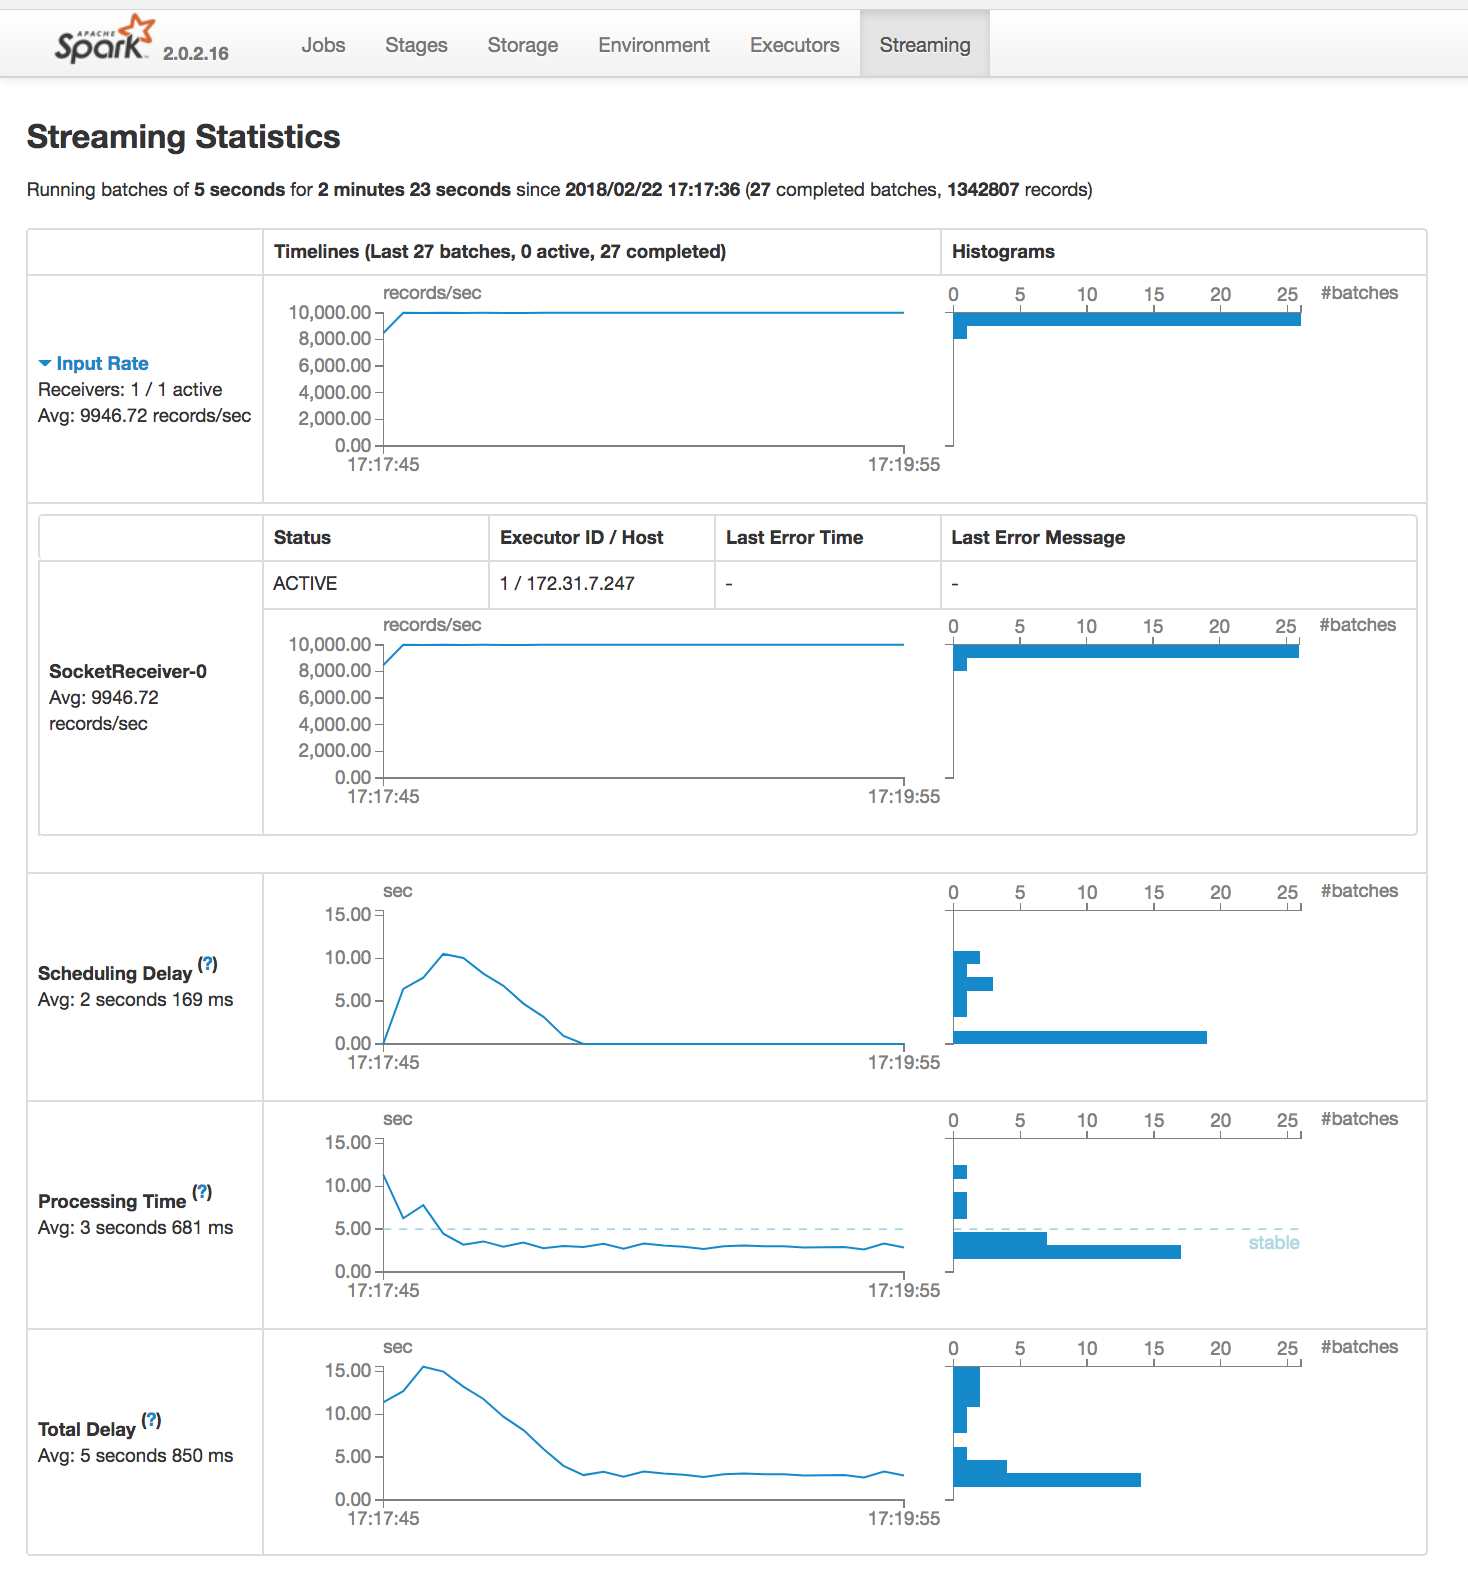 APACHE
Spark™ 2.0.2.16 Jobs Stages Storage Environment Executors Streaming
Streaming Statistics
Running batches of 5 seconds for 2 minutes 23 seconds since 2018/02/22 17:17:36 (27 completed batches, 1342807 records)
Timelines (Last 27 batches, 0 active, 27 completed) Histograms
Input Rate
Receivers: 1 / 1 active
Avg: 9946.72 records/sec
records/sec
10,000.00
8,000.00
6,000.00
4,000.00
2,000.00
0.00
17:17:45 17:19:55
0 5 10 15 20 25 #batches
Status Executor ID / Host Last Error Time Last Error Message
ACTIVE 1 / 172.31.7.247 - -
SocketReceiver-0
Avg: 9946.72
records/sec
records/sec
10,000.00
8,000.00
6,000.00
4,000.00
2,000.00
0.00
17:17:45 17:19:55
0 5 10 15 20 25 #batches
Scheduling Delay (?)
Avg: 2 seconds 169 ms
sec
15.00
10.00
5.00
0.00
17:17:45 17:19:55
0 5 10 15 20 25 #batches
Processing Time (?)
Avg: 3 seconds 681 ms
sec
15.00
10.00
5.00
0.00
17:17:45 17:19:55
0 5 10 15 20 25 #batches
stable
Total Delay (?)
Avg: 5 seconds 850 ms
sec
15.00
10.00
5.00
0.00
17:17:45 17:19:55
0 5 10 15 20 25 #batches